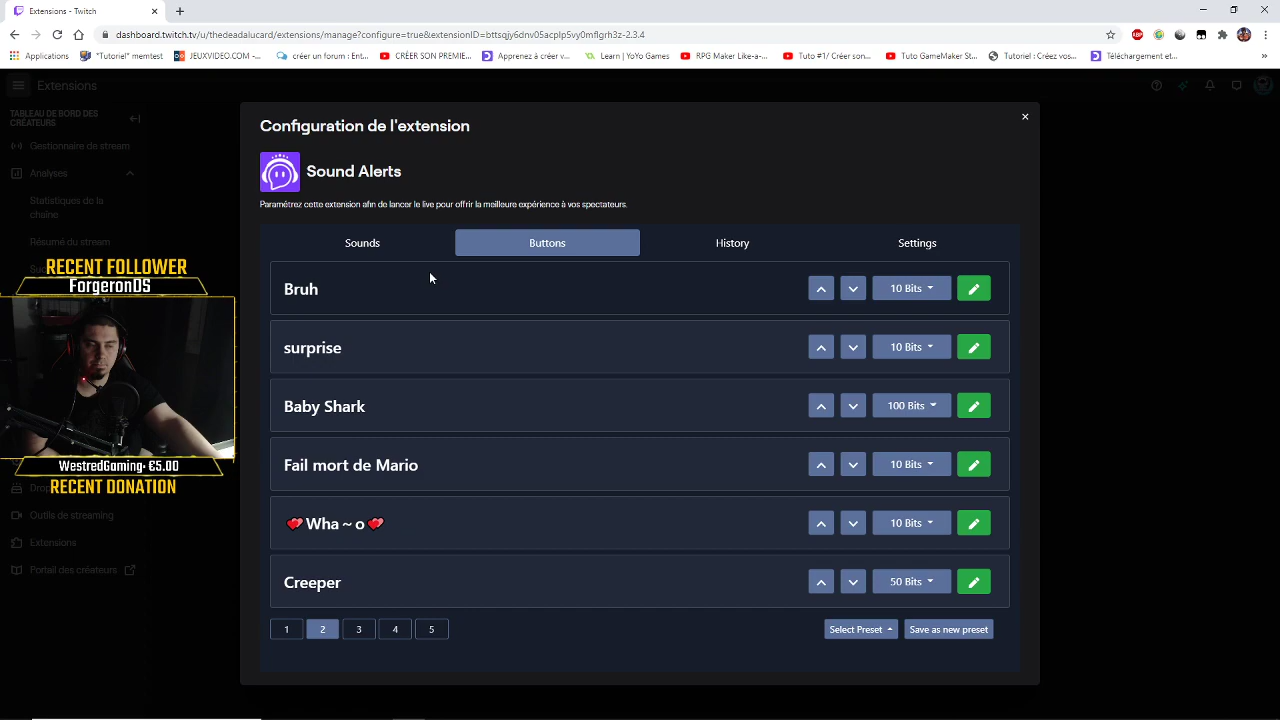 Extensions - Twitch
dashboard.twitch.tv/u/thedeadalucard/extensions/manage?configure=true&extensionID=bttsqjy6dnv05acplp5vy0mflgrh3z-2.3.4
Applications
*Tutoriel* memtest
JEUXVIDEO.COM -...
créer un forum : Ent...
CRÉER SON PREMIE...
Apprenez à créer v...
Learn | YoYo Games
RPG Maker Like-a-...
Tuto #1/ Créer son...
Tuto GameMaker St...
Tutoriel : Créez vos...
Téléchargement et...
»
Extensions
TABLEAU DE BORD DES
CRÉATEURS
Gestionnaire de stream
Analyses
Statistiques de la
chaîne
Résumé du stream
RECENT FOLLOWER
ForgeronDS
WestredGaming• €5.00
RECENT DONATION
Outils de streaming
Extensions
Portail des créateurs
Configuration de l'extension
Sound Alerts
Paramétrez cette extension afin de lancer le live pour offrir la meilleure expérience à vos spectateurs.
Sounds
Buttons
History
Settings
Bruh
10 Bits
surprise
10 Bits
Baby Shark
100 Bits
Fail mort de Mario
10 Bits
💕Wha ~ o💕
10 Bits
Creeper
50 Bits
1 2 3 4 5
Select Preset
Save as new preset